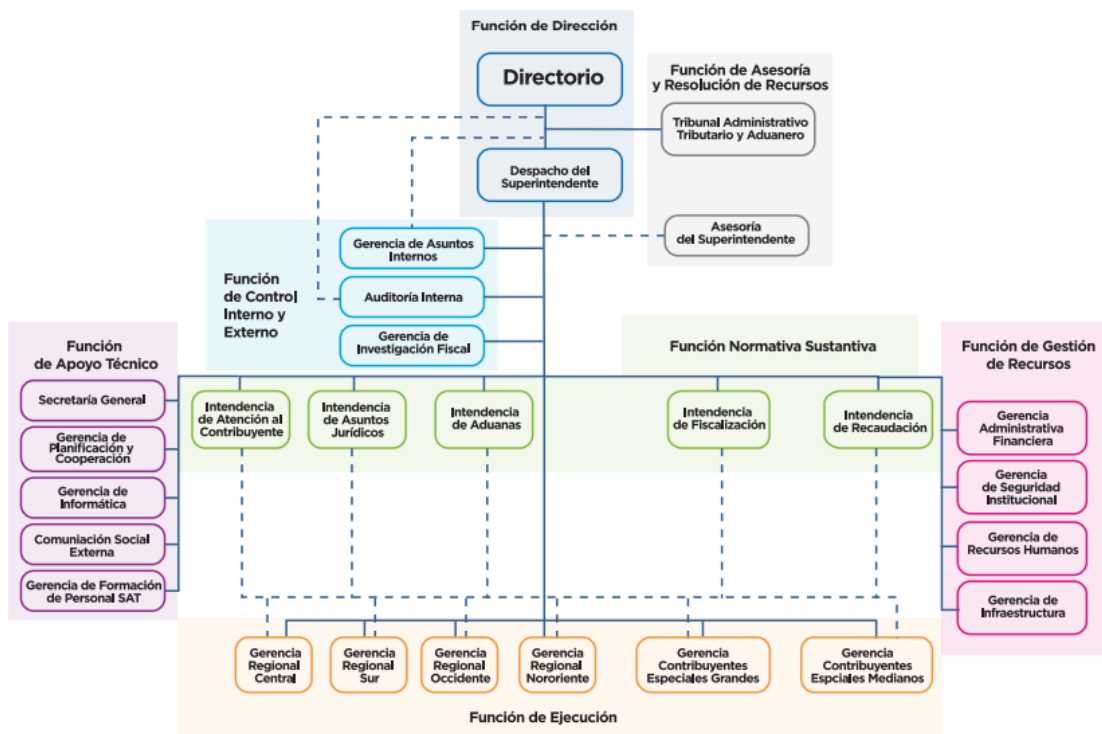 Función de Dirección
Directorio
Función de Asesoría
y Resolución de Recursos
Tribunal Administrativo
Tributario y Aduanero
Despacho del
Superintendente
Asesoría
del Superintendente
Gerencia de Asuntos
Internos
Función
de Control
Interno y
Externo
Auditoría Interna
Gerencia de
Investigación Fiscal
Función
de Apoyo Técnico
Función Normativa Sustantiva
Función de Gestión
de Recursos
Secretaría General
Gerencia de
Planificación y
Cooperación
Gerencia de
Informática
Comuniación Social
Externa
Gerencia de Formación
de Personal SAT
Intendencia
de Atención al
Contribuyente
Intendencia
de Asuntos
Jurídicos
Intendencia
de Aduanas
Intendencia
de Fiscalización
Intendencia
de Recaudación
Gerencia
Administrativa
Financiera
Gerencia
de Seguridad
Institucional
Gerencia de
Recursos Humanos
Gerencia de
Infraestructura
Gerencia
Regional
Central
Gerencia
Regional
Sur
Gerencia
Regional
Occidente
Gerencia
Regional
Nororiente
Gerencia
Contribuyentes
Especiales Grandes
Gerencia
Contribuyentes
Espciales Medianos
Función de Ejecución